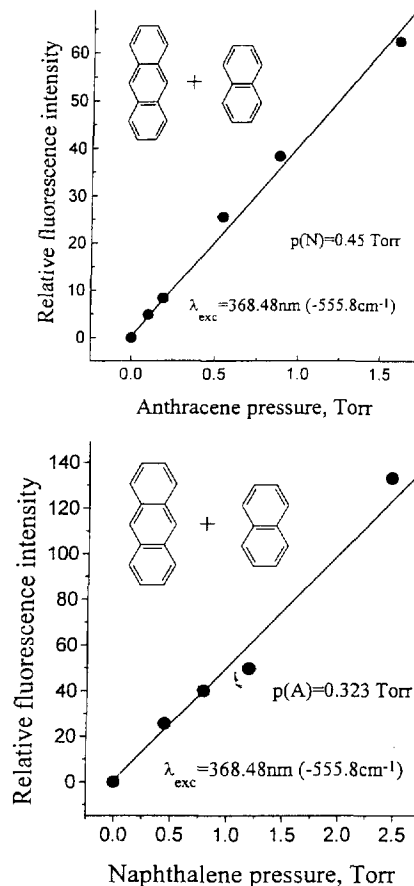 Relative fluorescence intensity
60
50
40
30
20
10
0
p(N)=0.45 Torr
λexc=368.48nm (-555.8cm-1)
0.0 0.5 1.0 1.5
Anthracene pressure, Torr
Relative fluorescence intensity
140
120
100
80
60
40
20
0
p(A)=0.323 Torr
λexc=368.48nm (-555.8cm-1)
0.0 0.5 1.0 1.5 2.0 2.5
Naphthalene pressure, Torr